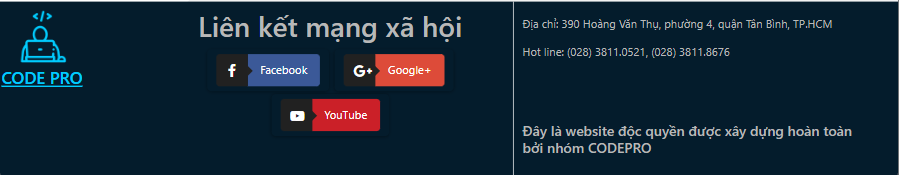 CODE PRO
Liên kết mạng xã hội
Facebook
Google+
YouTube
Địa chỉ: 390 Hoàng Văn Thụ, phường 4, quận Tân Bình, TP.HCM
Hot line: (028) 3811.0521, (028) 3811.8676
Đây là website độc quyền được xây dựng hoàn toàn
bởi nhóm CODEPRO